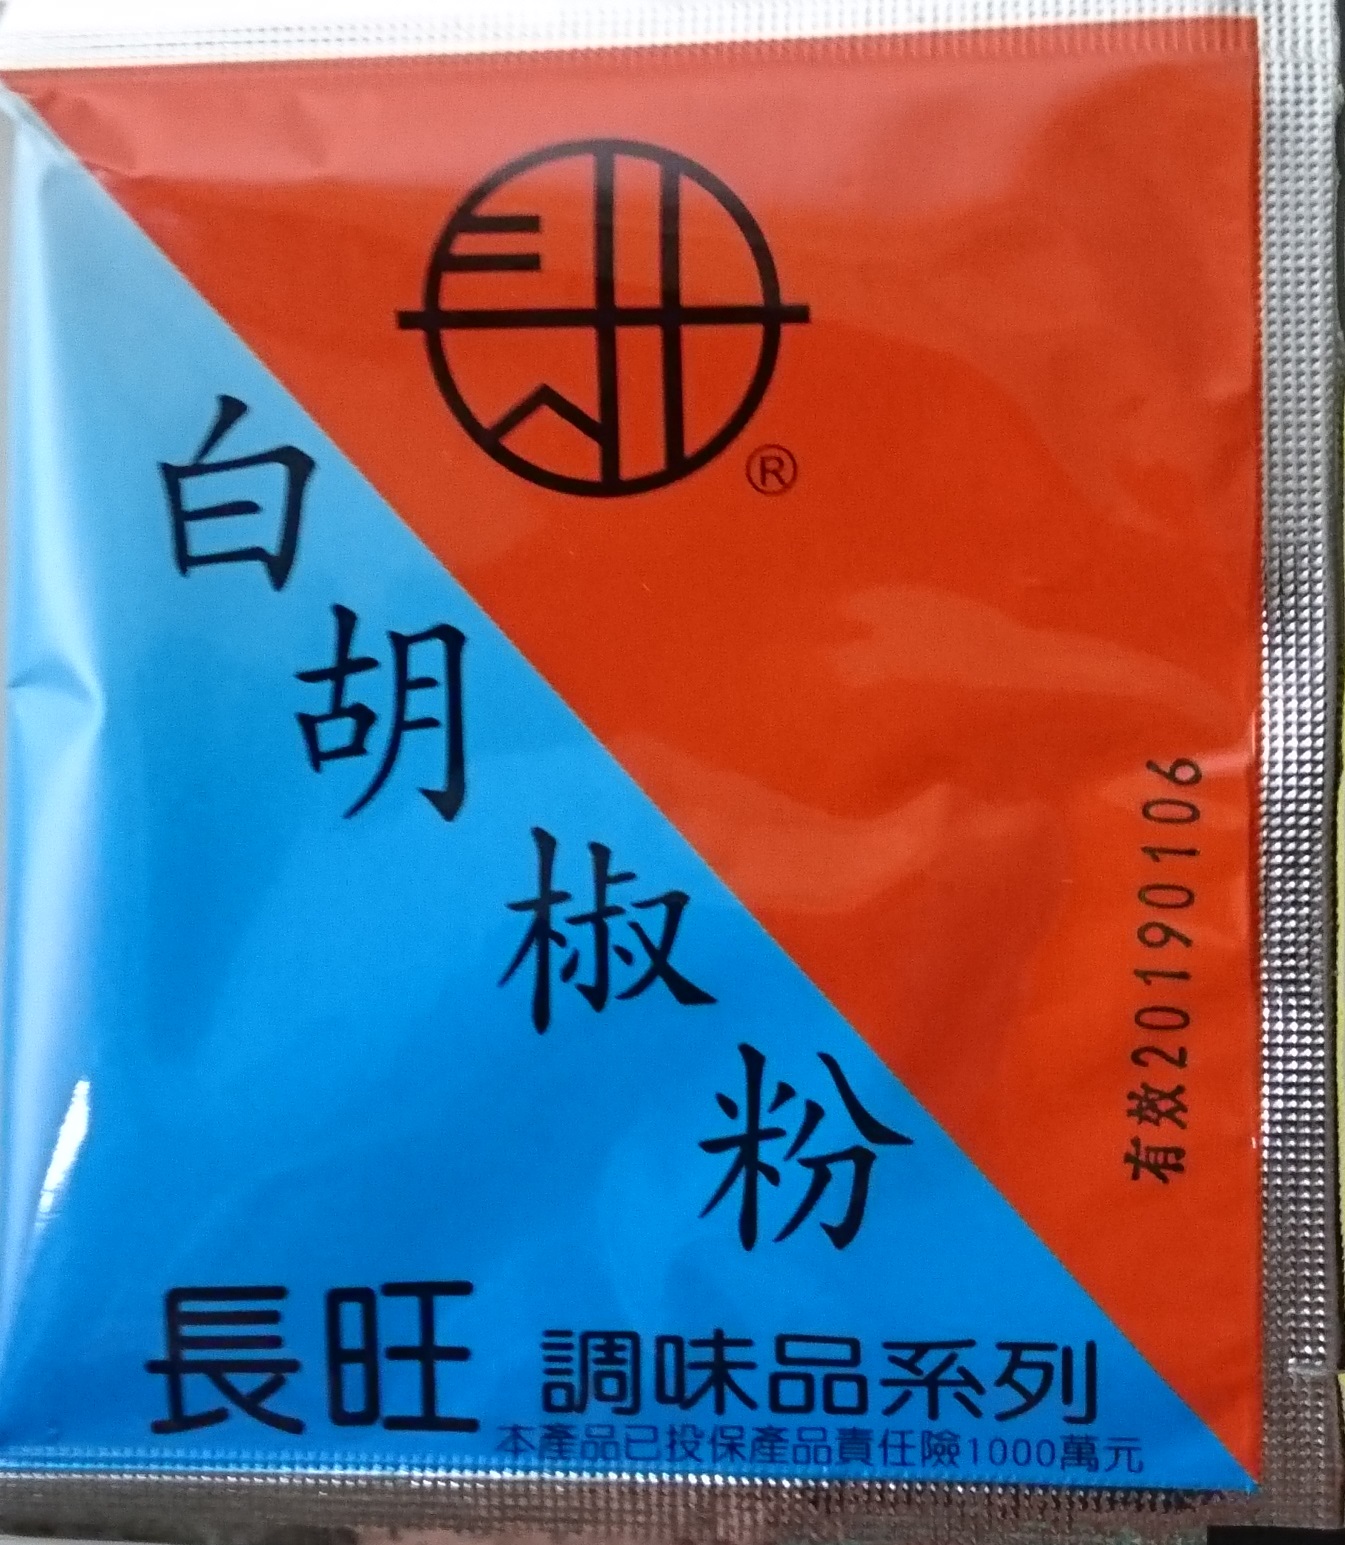 ®
白胡椒粉
有效20190106
長旺 調味品系列
本產品已投保產品責任險1000萬元